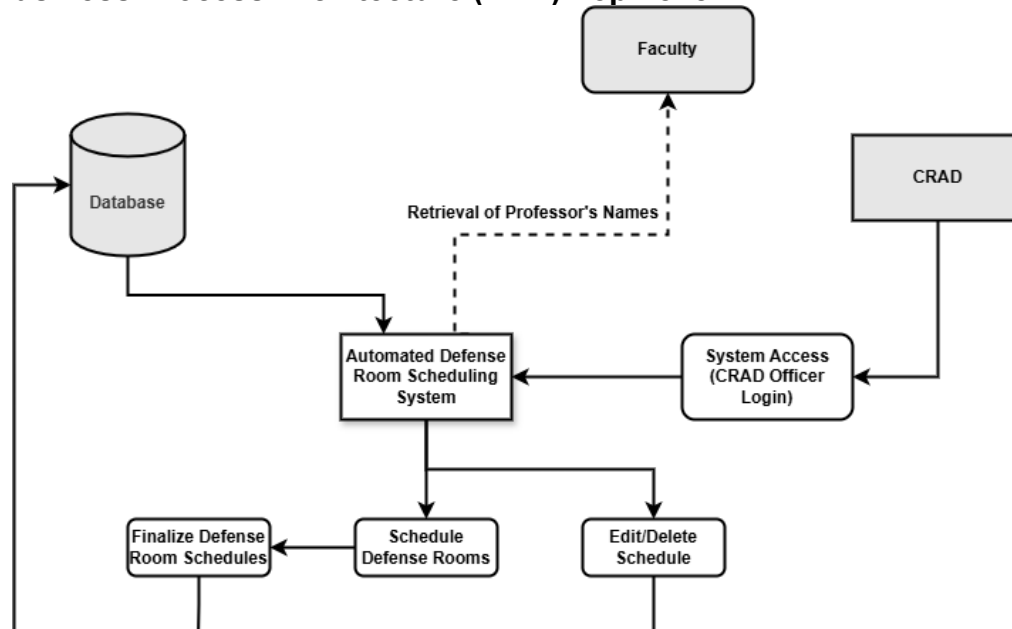 Faculty
CRAD
Database
Retrieval of Professor's Names
Automated Defense
Room Scheduling
System
System Access
(CRAD Officer
Login)
Finalize Defense
Room Schedules
Schedule
Defense Rooms
Edit/Delete
Schedule